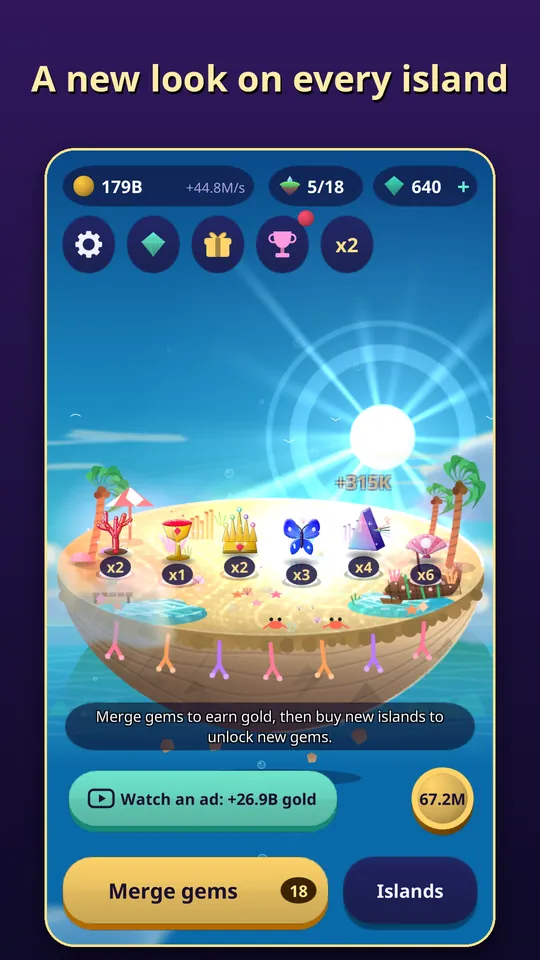 A new look on every island
179B +44.8M/s 5/18 640 +
x2
+315K
x2 x1 x2 x3 x4 x6
Merge gems to earn gold, then buy new islands to
unlock new gems.
Watch an ad: +26.9B gold 67.2M
Merge gems 18 Islands